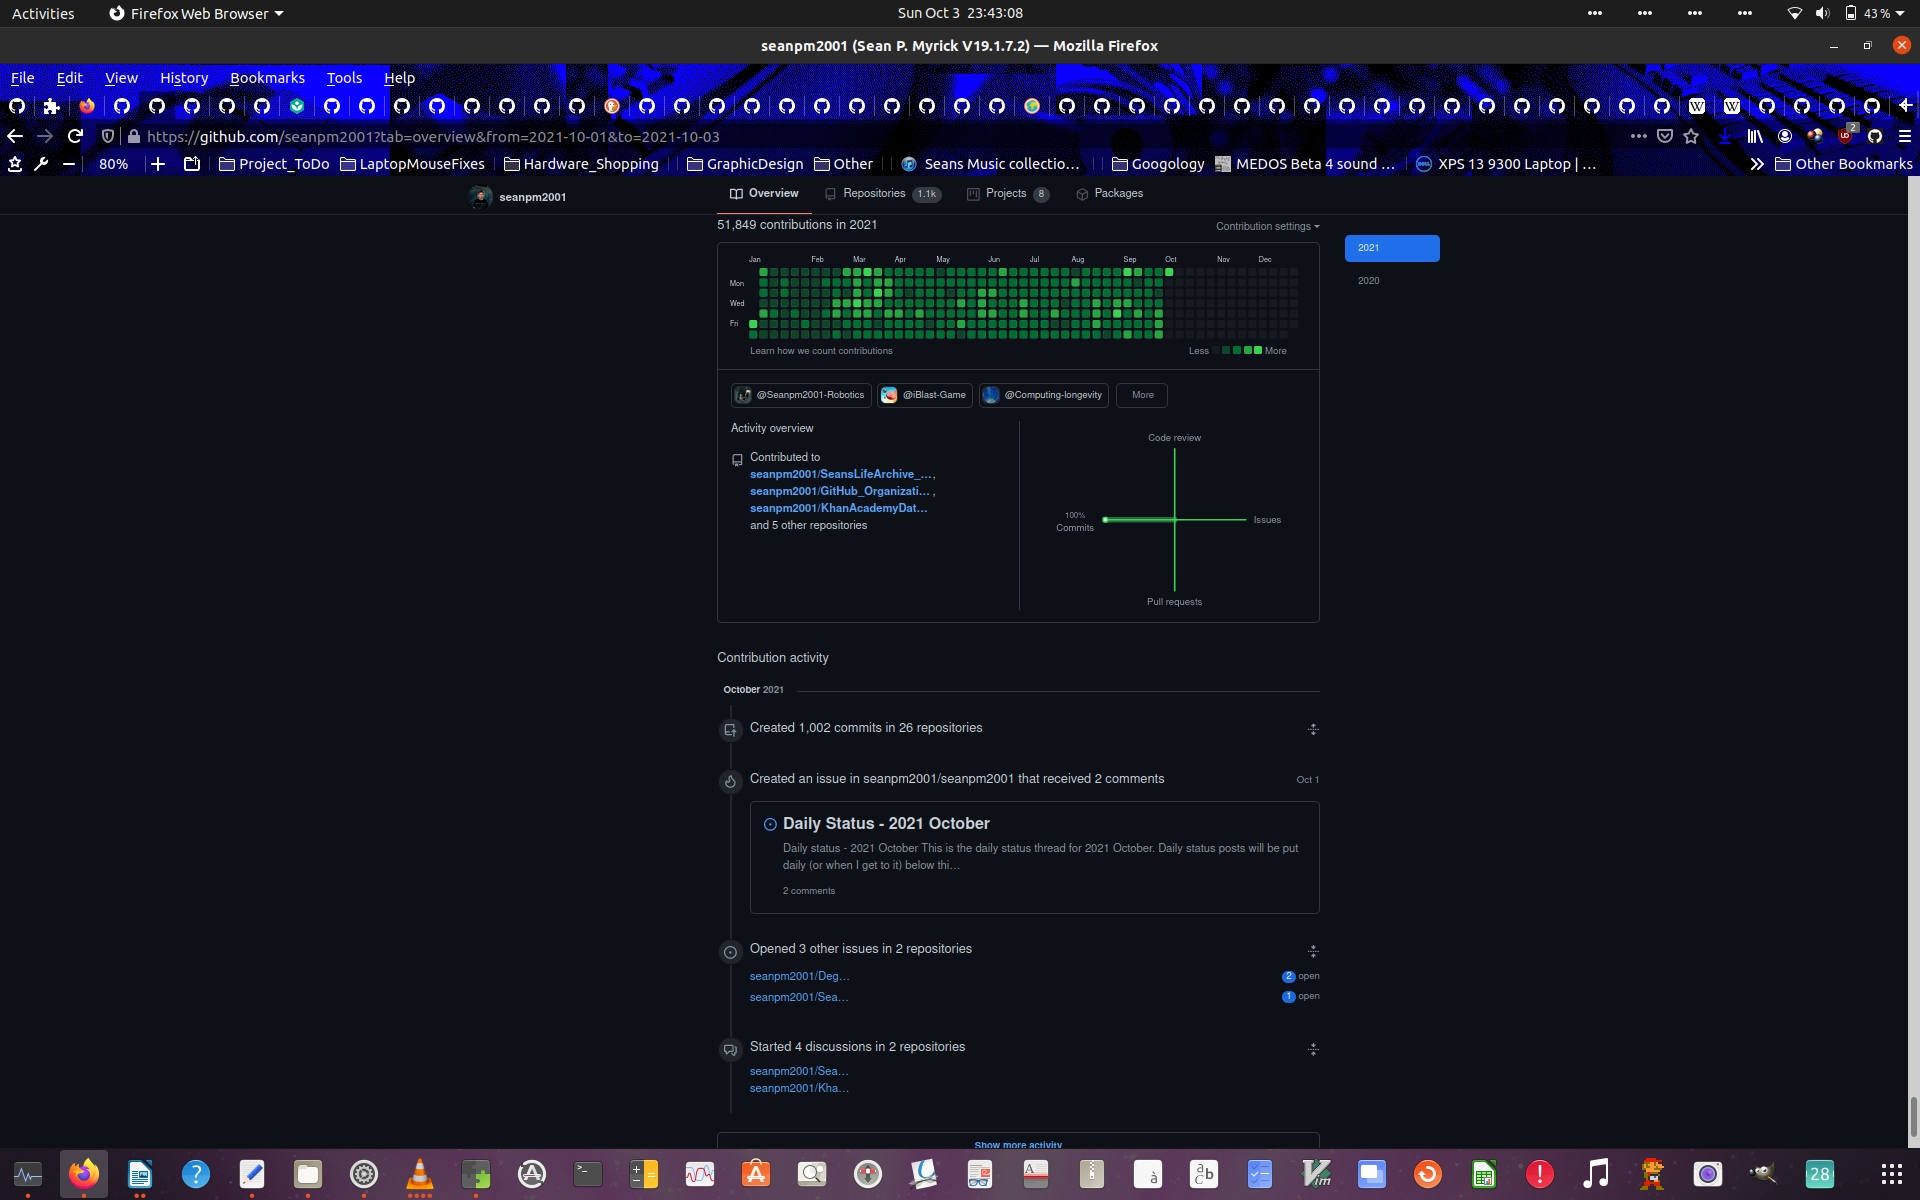 Activities
Firefox Web Browser
Sun Oct 3 23:43:08
43 %
seanpm2001 (Sean P. Myrick V19.1.7.2) — Mozilla Firefox
File Edit View History Bookmarks Tools Help
https://github.com/seanpm2001?tab=overview&from=2021-10-01&to=2021-10-03
2
80%
Project_ToDo
LaptopMouseFixes
Hardware_Shopping
GraphicDesign
Other
Seans Music collectio…
Googology
MEDOS Beta 4 sound …
XPS 13 9300 Laptop | …
Other Bookmarks
seanpm2001
Overview
Repositories 1.1k
Projects 8
Packages
51,849 contributions in 2021
Contribution settings
2021
2020
Jan Feb Mar Apr May Jun Jul Aug Sep Oct Nov Dec
Mon
Wed
Fri
Learn how we count contributions
Less More
@Seanpm2001-Robotics
@iBlast-Game
@Computing-longevity
More
Activity overview
Contributed to
seanpm2001/SeansLifeArchive_…,
seanpm2001/GitHub_Organizati… ,
seanpm2001/KhanAcademyDat…
and 5 other repositories
Code review
100%
Commits
Issues
Pull requests
Contribution activity
October 2021
Created 1,002 commits in 26 repositories
Created an issue in seanpm2001/seanpm2001 that received 2 comments
Oct 1
Daily Status - 2021 October
Daily status - 2021 October This is the daily status thread for 2021 October. Daily status posts will be put
daily (or when I get to it) below thi…
2 comments
Opened 3 other issues in 2 repositories
seanpm2001/Deg…
2 open
seanpm2001/Sea…
1 open
Started 4 discussions in 2 repositories
seanpm2001/Sea…
seanpm2001/Kha…
Show more activity
28